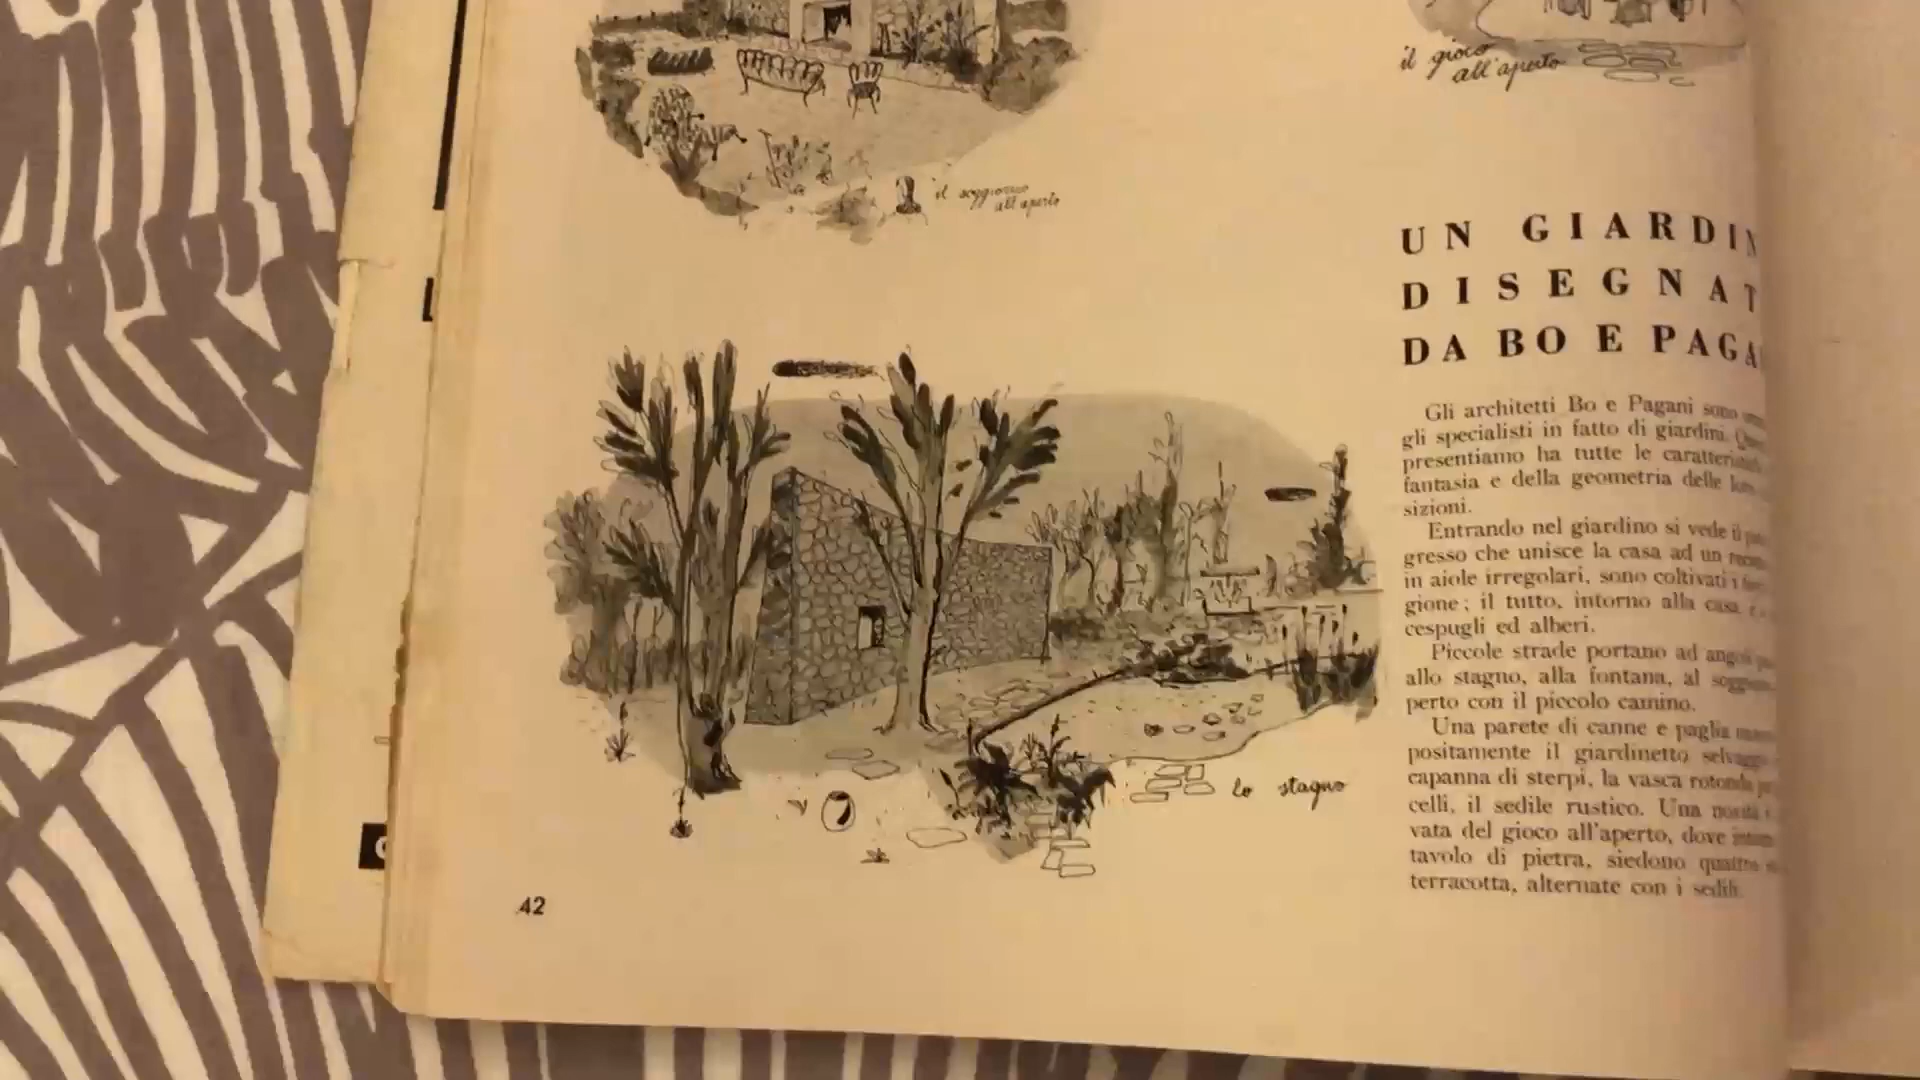 il gioco
all'aperto
il soggiorno
all'aperto
UN GIARDIN
DISEGNAT
DA BO E PAGA
Gli architetti Bo e Pagani sono
gli specialisti in fatto di giardini.
presentiamo ha tutte le caratteris
fantasia e della geometria delle
sizioni.
Entrando nel giardino si vede il
gresso che unisce la casa ad un
in aiole irregolari, sono coltivati i
gione; il tutto, intorno alla casa
cespugli ed alberi.
Piccole strade portano ad angoli
allo stagno, alla fontana, al
perto con il piccolo camino.
Una parete di canne e paglia
positamente il giardinetto
capanna di sterpi, la vasca rotonda
celli, il sedile rustico. Una
vata del gioco all'aperto, dove
tavolo di pietra, siedono quattro
terracotta, alternate con i sedili.
lo stagno
42